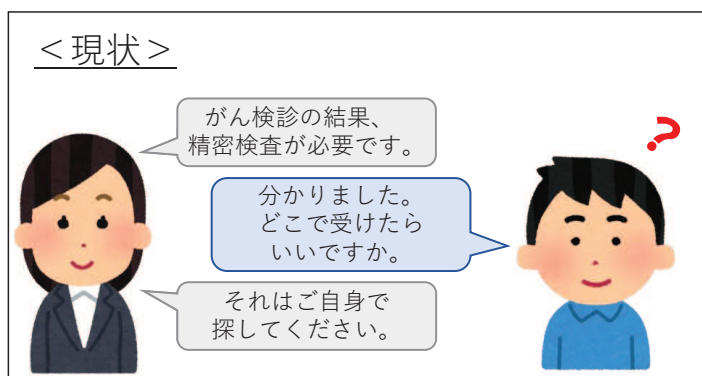 ＜現状＞
がん検診の結果、
精密検査が必要です。
分かりました。
どこで受けたら
いいですか。
それはご自身で
探してください。
?